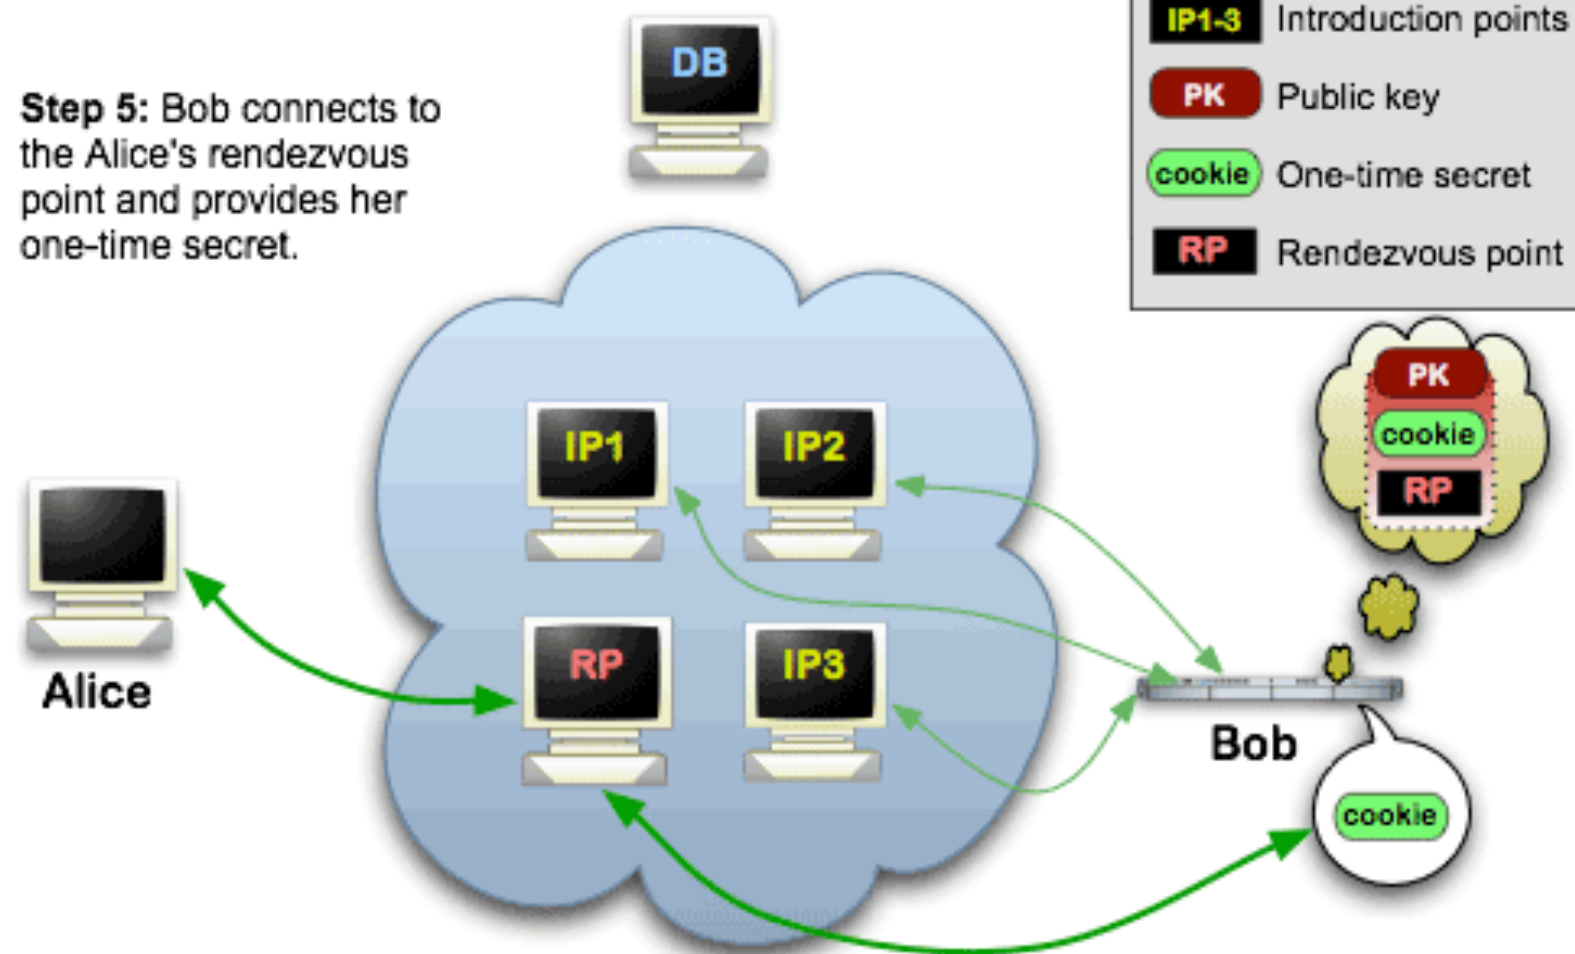 Step 5: Bob connects to
the Alice's rendezvous
point and provides her
one-time secret.
DB
IP1-3 Introduction points
PK Public key
cookie One-time secret
RP Rendezvous point
PK
cookie
RP
IP1
IP2
RP
IP3
Alice
Bob
cookie